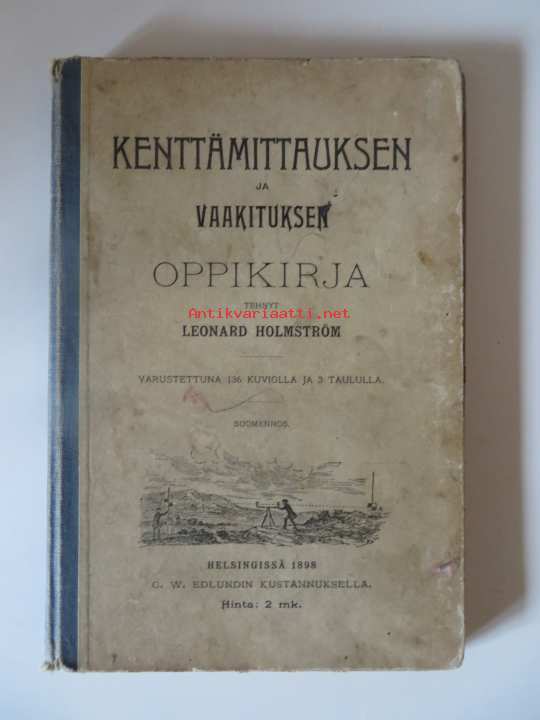 KENTTÄMITTAUKSEN
JA
VAAKITUKSEN
OPPIKIRJA
TEHNYT
Antikvariaatti.net
LEONARD HOLMSTRÖM
VARUSTETTUNA 136 KUVIOLLA JA 3 TAULULLA.
SUOMENNOS.
HELSINGISSÄ 1898
G. W. EDLUNDIN KUSTANNUKSELLA.
Hinta: 2 mk.